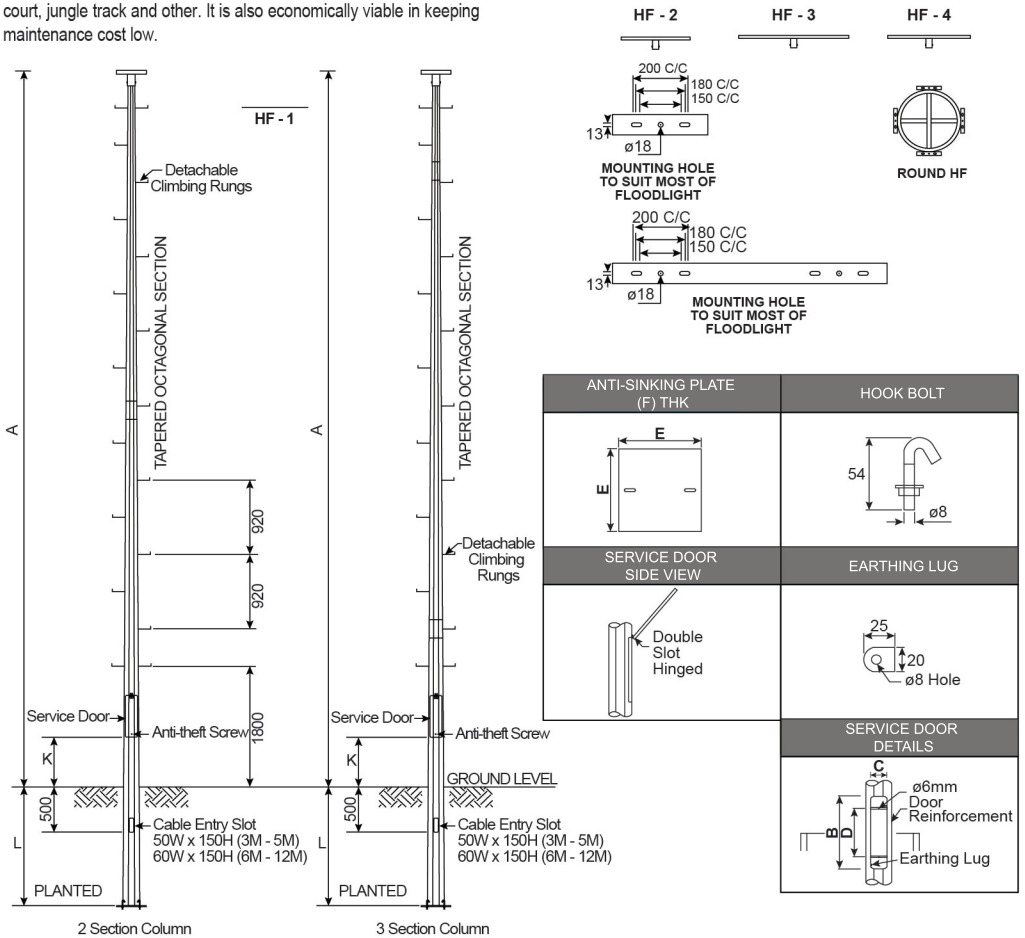 court, jungle track and other. It is also economically viable in keeping
maintenance cost low.
HF - 1
Detachable
Climbing Rungs
TAPERED OCTAGONAL SECTION
A
920
920
1800
Service Door
Anti-theft Screw
K
500
L
Cable Entry Slot
50W x 150H (3M - 5M)
60W x 150H (6M - 12M)
PLANTED
2 Section Column
A
TAPERED OCTAGONAL SECTION
Detachable
Climbing
Rungs
Service Door
Anti-theft Screw
K
GROUND LEVEL
500
L
Cable Entry Slot
50W x 150H (3M - 5M)
60W x 150H (6M - 12M)
PLANTED
3 Section Column
HF - 2
HF - 3
HF - 4
200 C/C
180 C/C
150 C/C
13
ø18
MOUNTING HOLE
TO SUIT MOST OF
FLOODLIGHT
ROUND HF
200 C/C
180 C/C
150 C/C
13
ø18
MOUNTING HOLE
TO SUIT MOST OF
FLOODLIGHT
ANTI-SINKING PLATE
(F) THK
E
E
HOOK BOLT
54
ø8
SERVICE DOOR
SIDE VIEW
Double
Slot
Hinged
EARTHING LUG
25
20
ø8 Hole
SERVICE DOOR
DETAILS
C
ø6mm
Door
Reinforcement
B
D
Earthing Lug